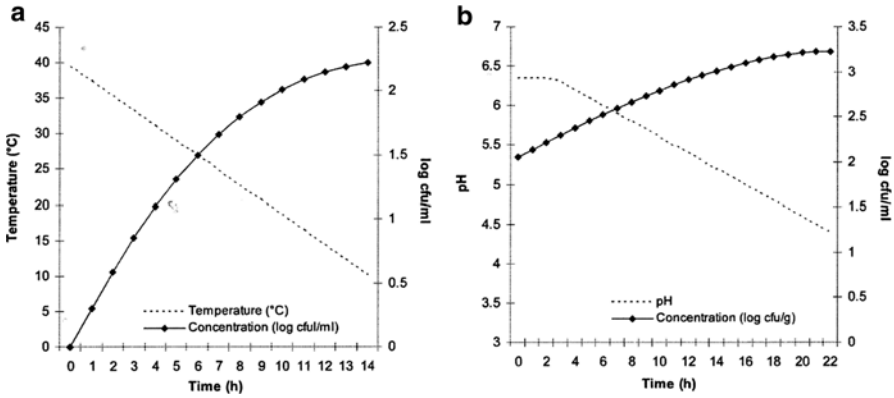 a
45
40
35
30
25
20
15
10
5
0
Temperature (°C)
2.5
2
1.5
1
0.5
0
log cfu/ml
Temperature (°C)
Concentration (log cful/ml)
0 1 2 3 4 5 6 7 8 9 10 11 12 13 14
Time (h)
b
7
6.5
6
5.5
5
4.5
4
3.5
3
pH
3.5
3
2.5
2
1.5
1
0.5
0
log cfu/ml
pH
Concentration (log cfu/g)
0 2 4 6 8 10 12 14 16 18 20 22
Time (h)